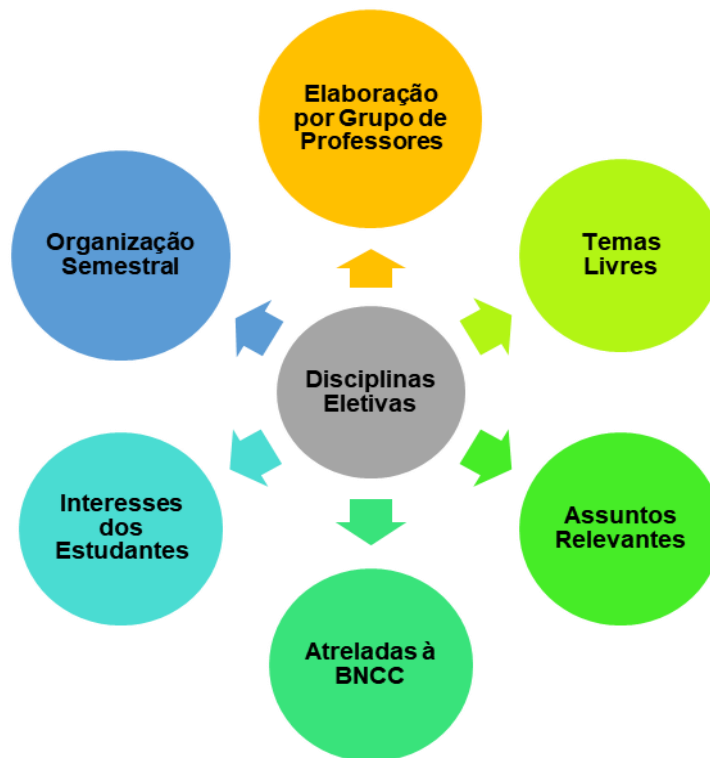 Elaboração
por Grupo de
Professores
Organização
Semestral
Temas
Livres
Disciplinas
Eletivas
Interesses
dos
Estudantes
Assuntos
Relevantes
Atreladas à
BNCC